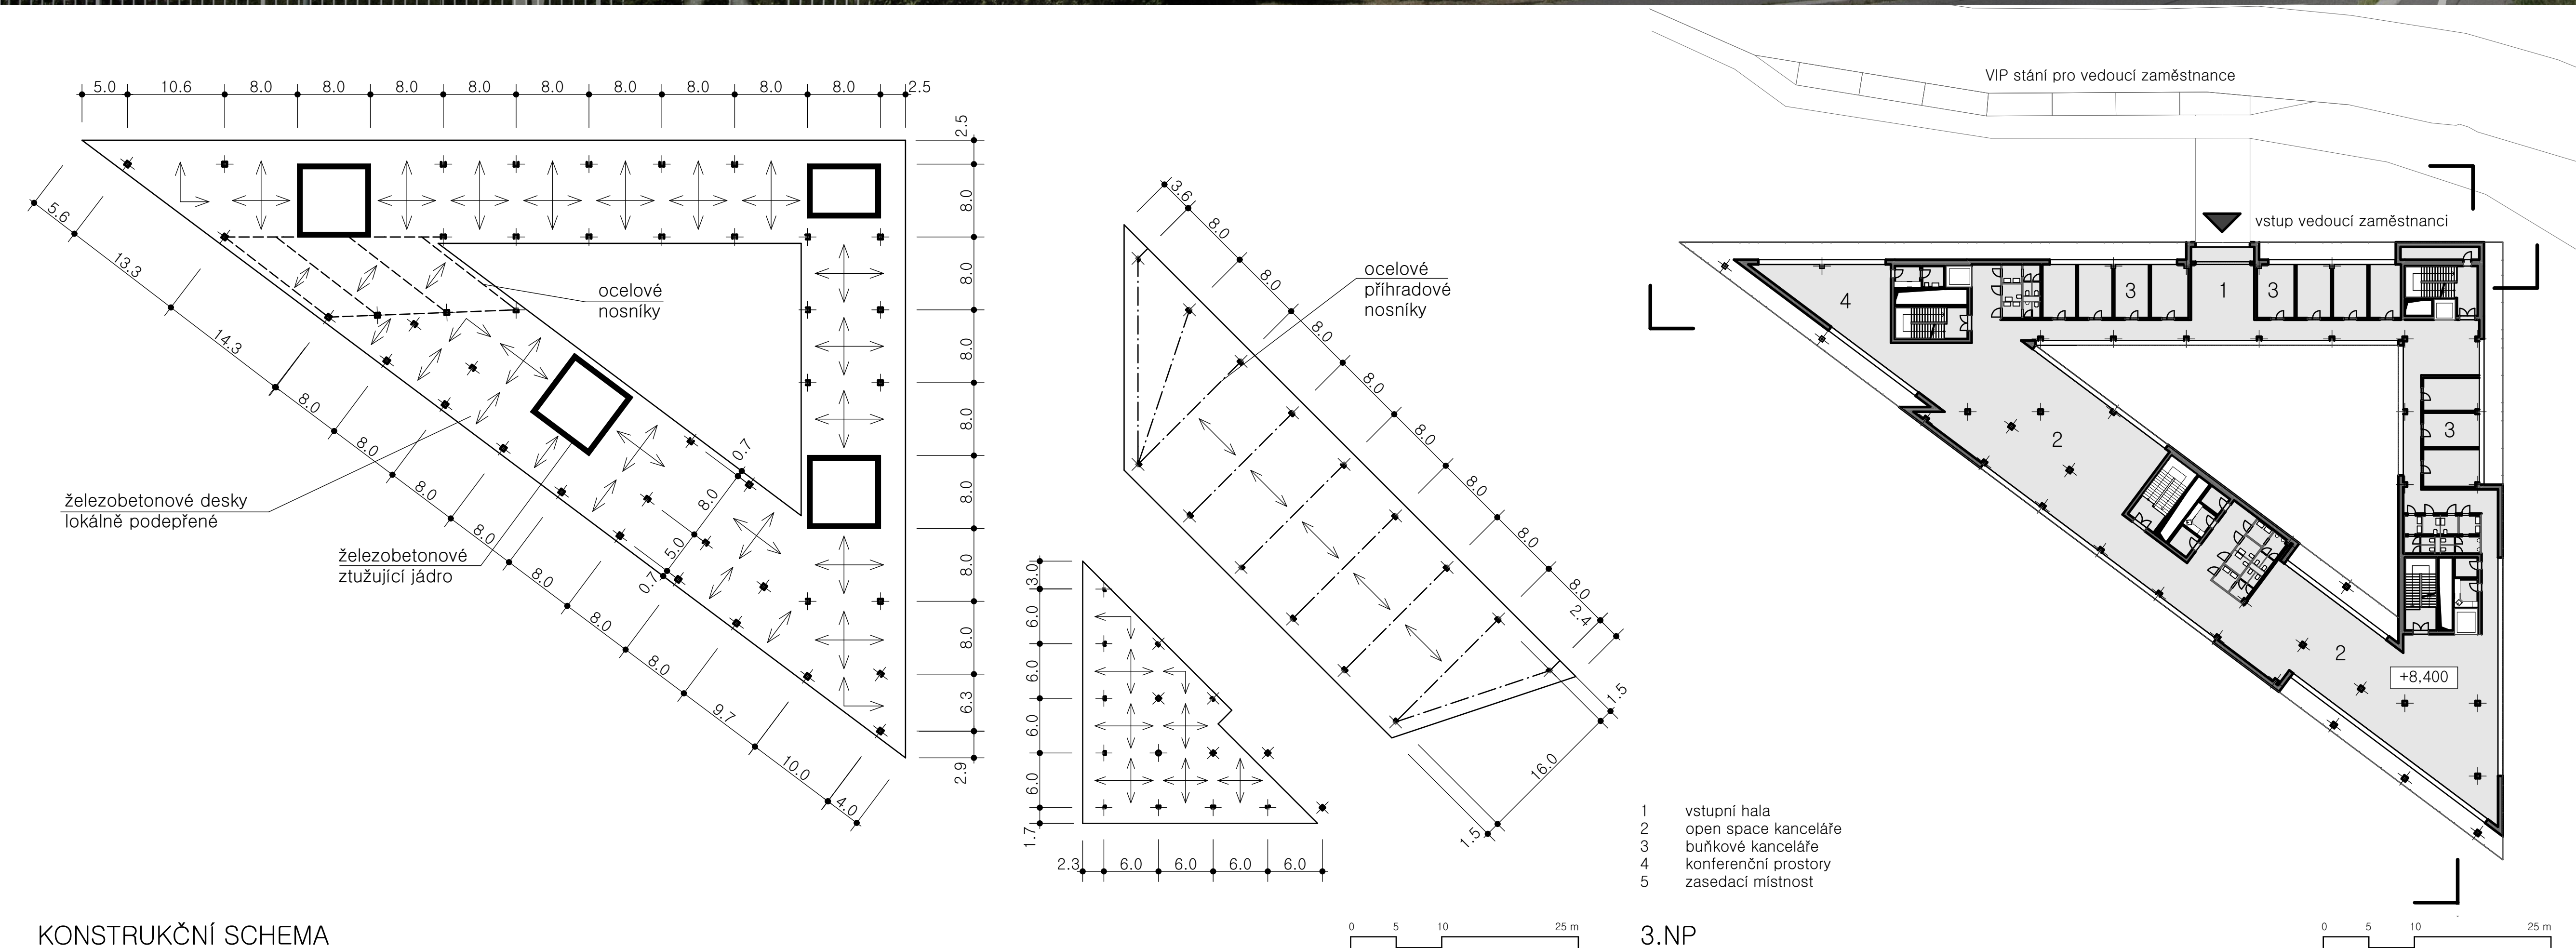 5.0 10.6 8.0 8.0 8.0 8.0 8.0 8.0 8.0 8.0 8.0 2.5
2.5
8.0
8.0
8.0
8.0
8.0
8.0
8.0
6.3
2.9
5.6
13.3
14.3
8.0
8.0
8.0
8.0
8.0
8.0
8.0
9.7
10.0
4.0
ocelové
nosníky
0.7
8.0
5.0
0.7
železobetonové desky
lokálně podepřené
železobetonové
ztužující jádro
3.6
8.0
8.0
8.0
8.0
8.0
8.0
8.0
8.0
2.4
1.5
16.0
1.5
ocelové
příhradové
nosníky
3.0
6.0
6.0
6.0
6.0
1.7
2.3 6.0 6.0 6.0 6.0
KONSTRUKČNÍ SCHEMA
0 5 10 25 m
VIP stání pro vedoucí zaměstnance
vstup vedoucí zaměstnanci
4
3
1
3
2
3
2
+8,400
1 vstupní hala
2 open space kanceláře
3 buňkové kanceláře
4 konferenční prostory
5 zasedací místnost
3.NP
0 5 10 25 m